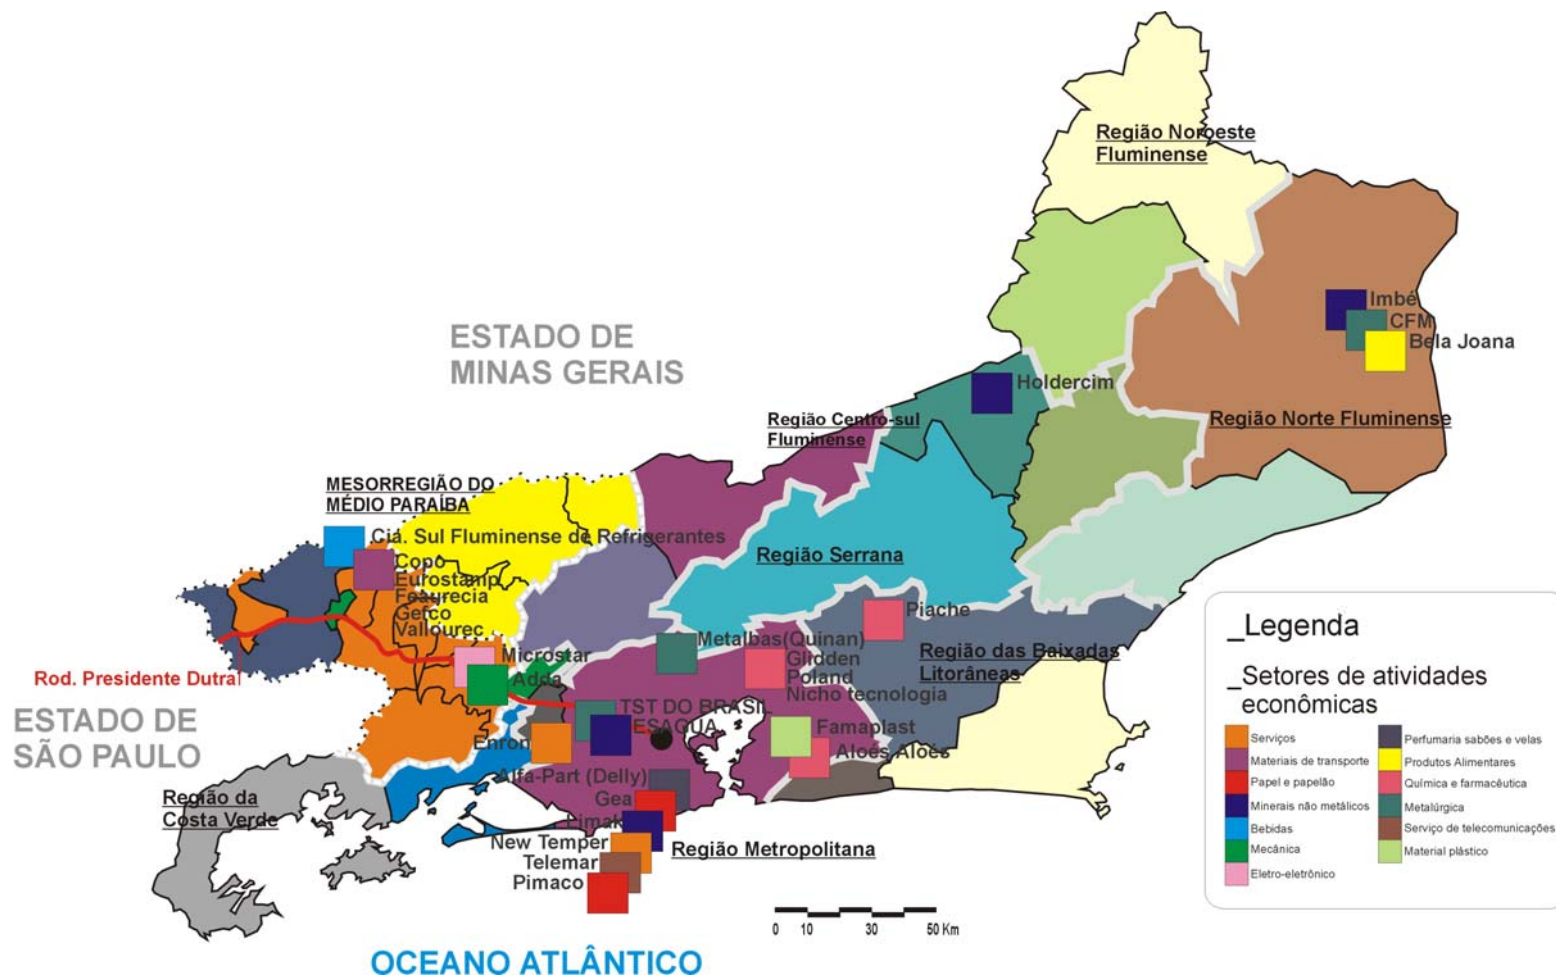 Região Noroeste
Fluminense
Imbé
CFM
Bela Joana
ESTADO DE
MINAS GERAIS
Holdercim
Região Centro-sul
Fluminense
Região Norte Fluminense
MESORREGIÃO DO
MÉDIO PARAÍBA
Cia. Sul Fluminense de Refrigerantes
Região Serrana
Copo
Eurostamp
Feaurecia
Getco
Vallourec
Piache
Metalbas(Quinan)
Microstar
Adda
Glidden
Poland
Nicho tecnologia
Região das Baixadas
Litorâneas
Rod. Presidente Dutral
ESTADO DE
SÃO PAULO
TST DO BRASIL
ESAGUA
Famaplast
Enron
Aloés Aloés
Alfa-Part (Delly)
Gea
Limak
Região da
Costa Verde
New Temper
Telemar
Pimaco
Região Metropolitana
0 10 30 50 Km
OCEANO ATLÂNTICO
_Legenda
_Setores de atividades
econômicas
Serviços
Materiais de transporte
Papel e papelão
Minerais não metálicos
Bebidas
Mecânica
Eletro-eletrônico
Perfumaria sabões e velas
Produtos Alimentares
Química e farmacêutica
Metalúrgica
Serviço de telecomunicações
Material plástico